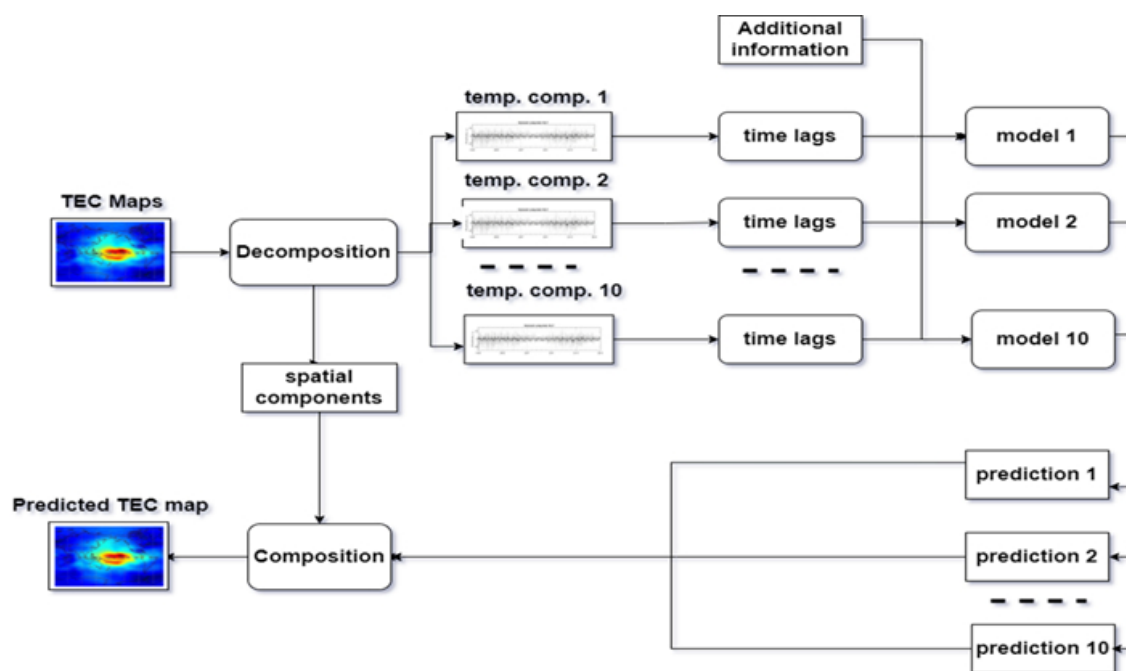 Additional
information
temp. comp. 1
time lags
model 1
temp. comp. 2
TEC Maps
time lags
model 2
Decomposition
temp. comp. 10
time lags
model 10
spatial
components
prediction 1
Predicted TEC map
Composition
prediction 2
prediction 10